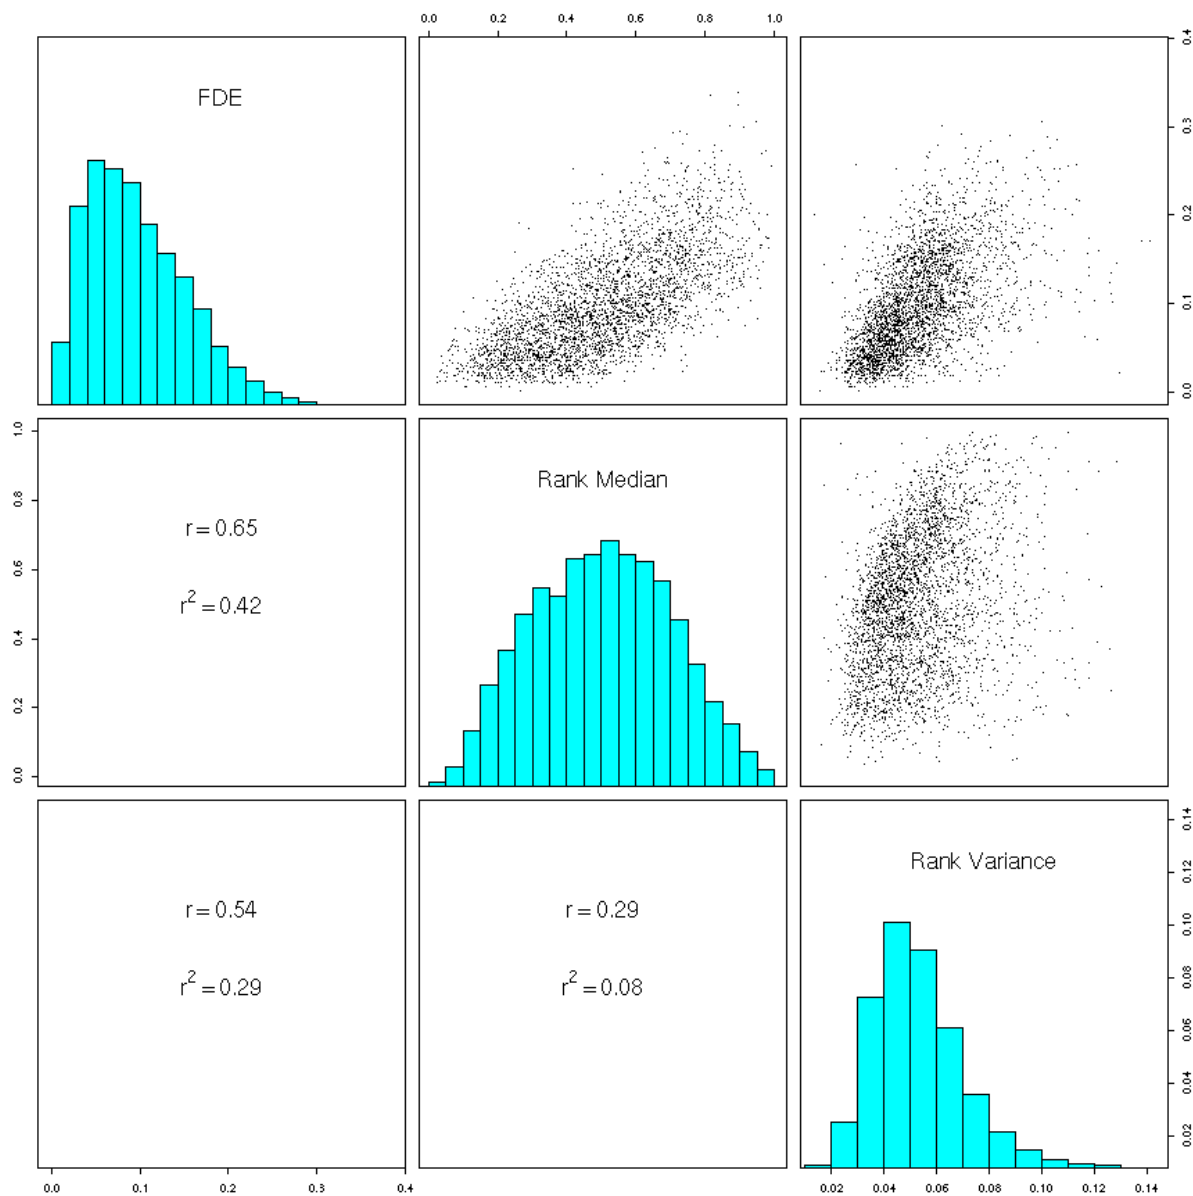 0.0 0.2 0.4 0.6 0.8 1.0
FDE
0.0 0.1 0.2 0.3 0.4
0.0 0.2 0.4 0.6 0.8 1.0
r = 0.65
r² = 0.42
Rank Median
r = 0.54
r² = 0.29
r = 0.29
r² = 0.08
Rank Variance
0.02 0.04 0.06 0.08 0.10 0.12 0.14
0.0 0.1 0.2 0.3 0.4
0.02 0.04 0.06 0.08 0.10 0.12 0.14